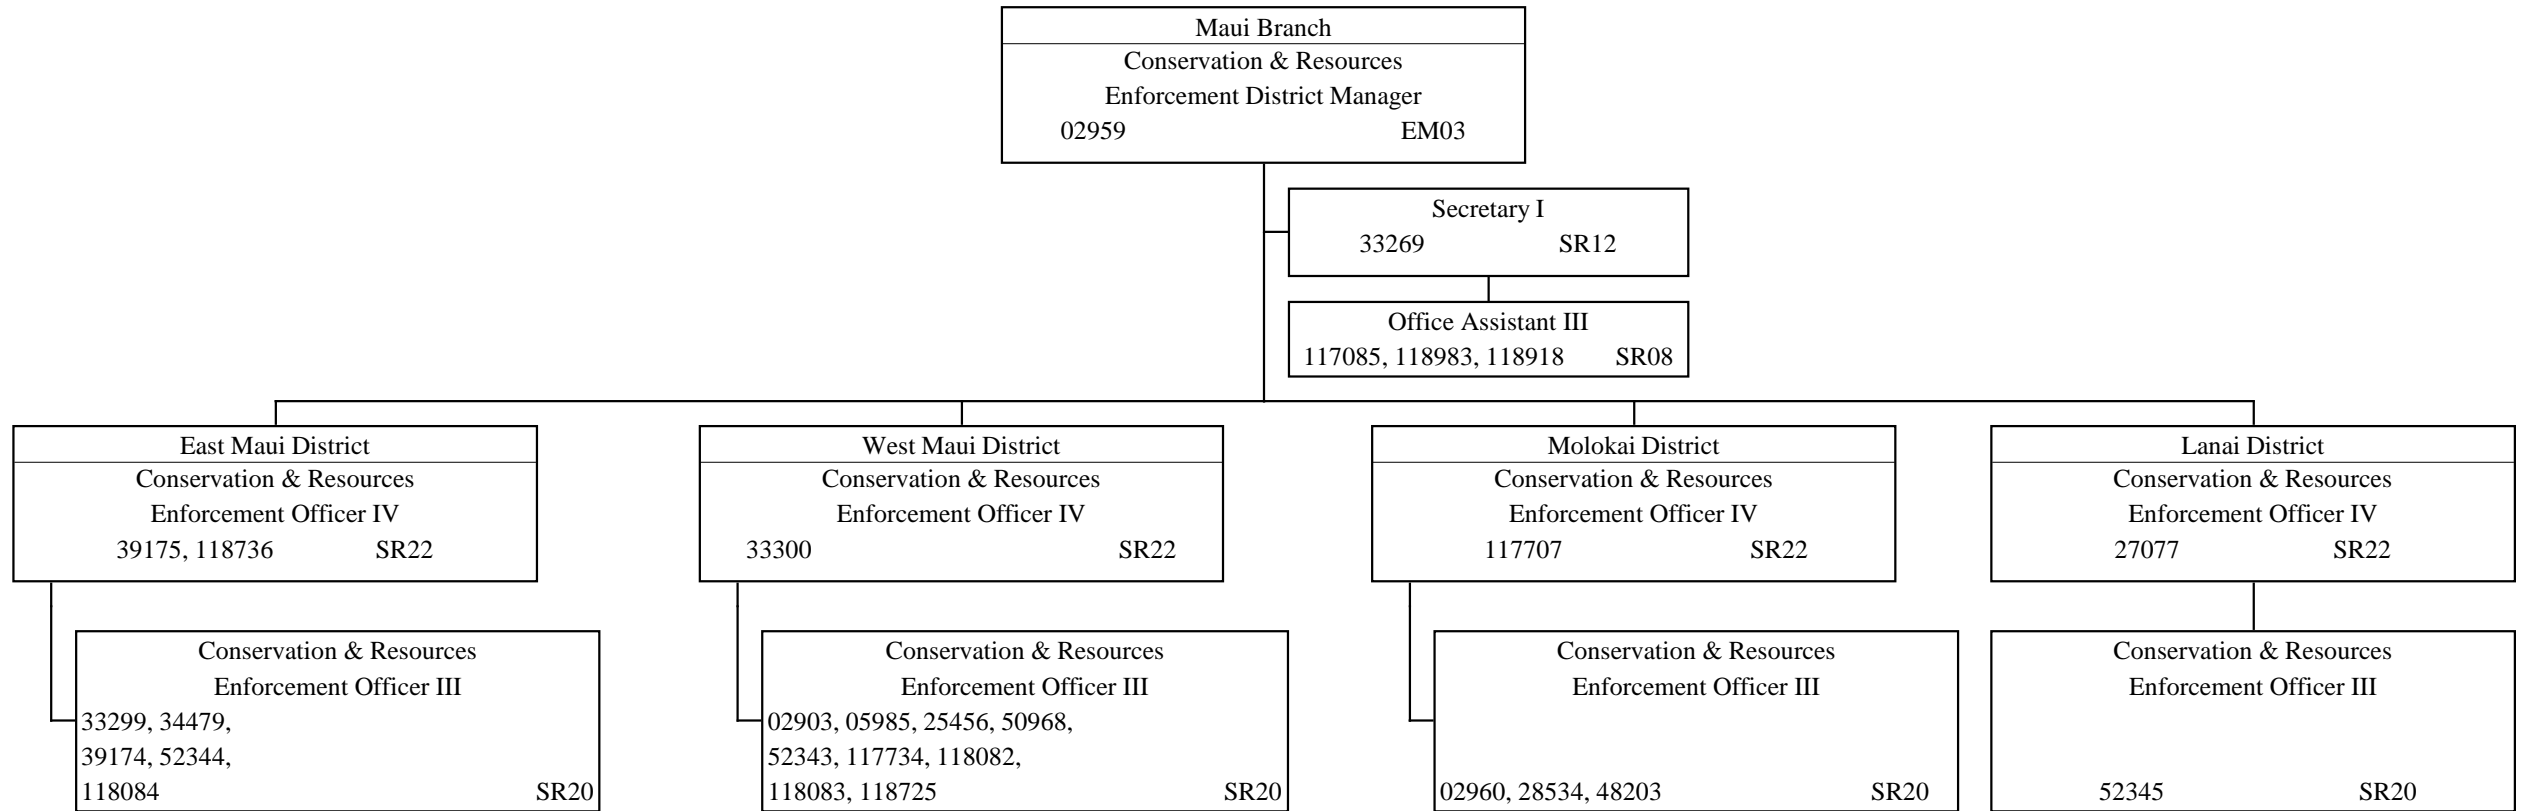 Maui Branch
Conservation & Resources
Enforcement District Manager
02959 EM03
Secretary I
33269 SR12
Office Assistant III
117085, 118983, 118918 SR08
East Maui District
Conservation & Resources
Enforcement Officer IV
39175, 118736 SR22
West Maui District
Conservation & Resources
Enforcement Officer IV
33300 SR22
Molokai District
Conservation & Resources
Enforcement Officer IV
117707 SR22
Lanai District
Conservation & Resources
Enforcement Officer IV
27077 SR22
Conservation & Resources
Enforcement Officer III
33299, 34479,
39174, 52344,
118084 SR20
Conservation & Resources
Enforcement Officer III
02903, 05985, 25456, 50968,
52343, 117734, 118082,
118083, 118725 SR20
Conservation & Resources
Enforcement Officer III
02960, 28534, 48203 SR20
Conservation & Resources
Enforcement Officer III
52345 SR20